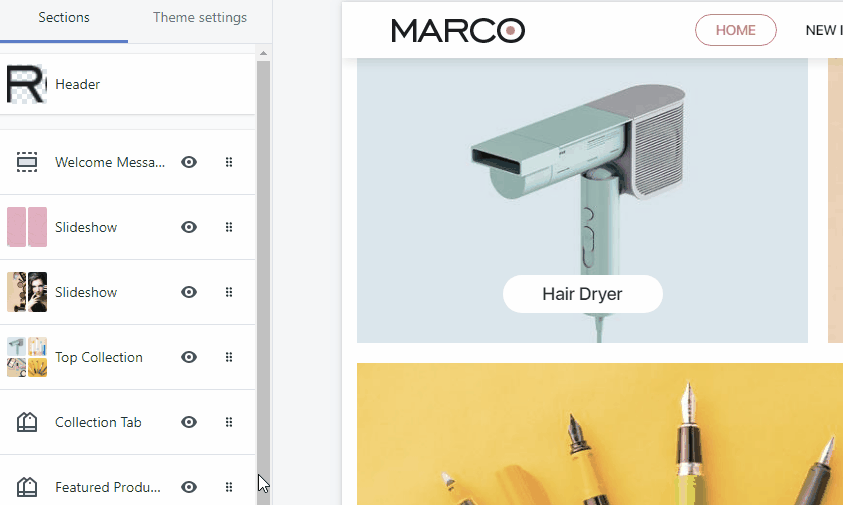 Sections
Theme settings
Header
Welcome Messa...
Slideshow
Slideshow
Top Collection
Collection Tab
Featured Produ...
MARCO
HOME
NEW
Hair Dryer